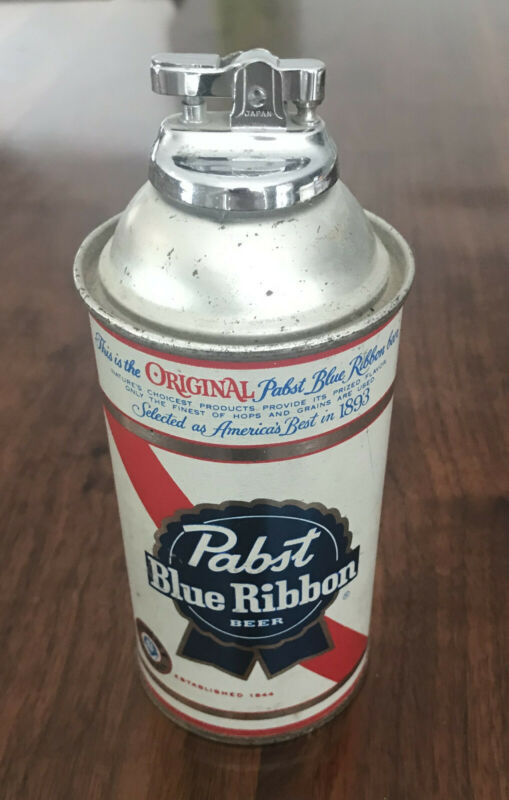 JAPAN
This is the ORIGINAL Pabst Blue Ribbon beer
NATURE'S CHOICEST PRODUCTS PROVIDE ITS PRIZED FLAVOR
ONLY THE FINEST OF HOPS AND GRAINS ARE USED
Selected as America's Best in 1893
Pabst
Blue Ribbon
®
BEER
ESTABLISHED 1844